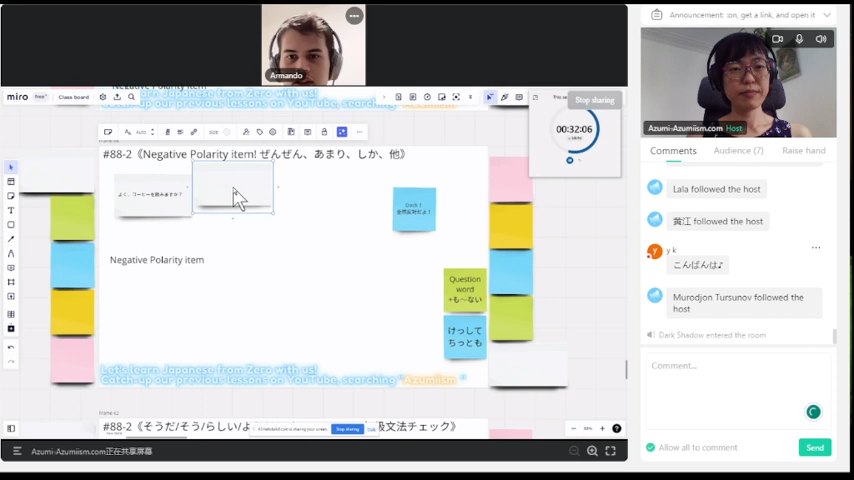 Announcement: :on, get a link, and open it
Armando
Negative Polarity item
miro
free
Class board
Let's learn Japanese from Zero with us!
Catch-up our previous lessons on YouTube, searching "Azumiism"
Stop sharing
00:32:06
#88-2《Negative Polarity item! ぜんぜん、あまり、しか、他》
よく、コーヒーを飲みますか？
Negative Polarity item
Question
word
+も〜ない
けっして
ちっとも
Let's learn Japanese from Zero with us!
Catch-up our previous lessons on YouTube, searching "Azumiism"
Stop sharing
Azumi-Azumiism.com正在共享屏幕
Azumi-Azumiism.com Host
Comments
Audience (7)
Raise hand
Lala followed the host
黄江 followed the host
y k
こんばんは♪
Murodjon Tursunov followed the
host
Dark Shadow entered the room
Comment...
Allow all to comment
Send